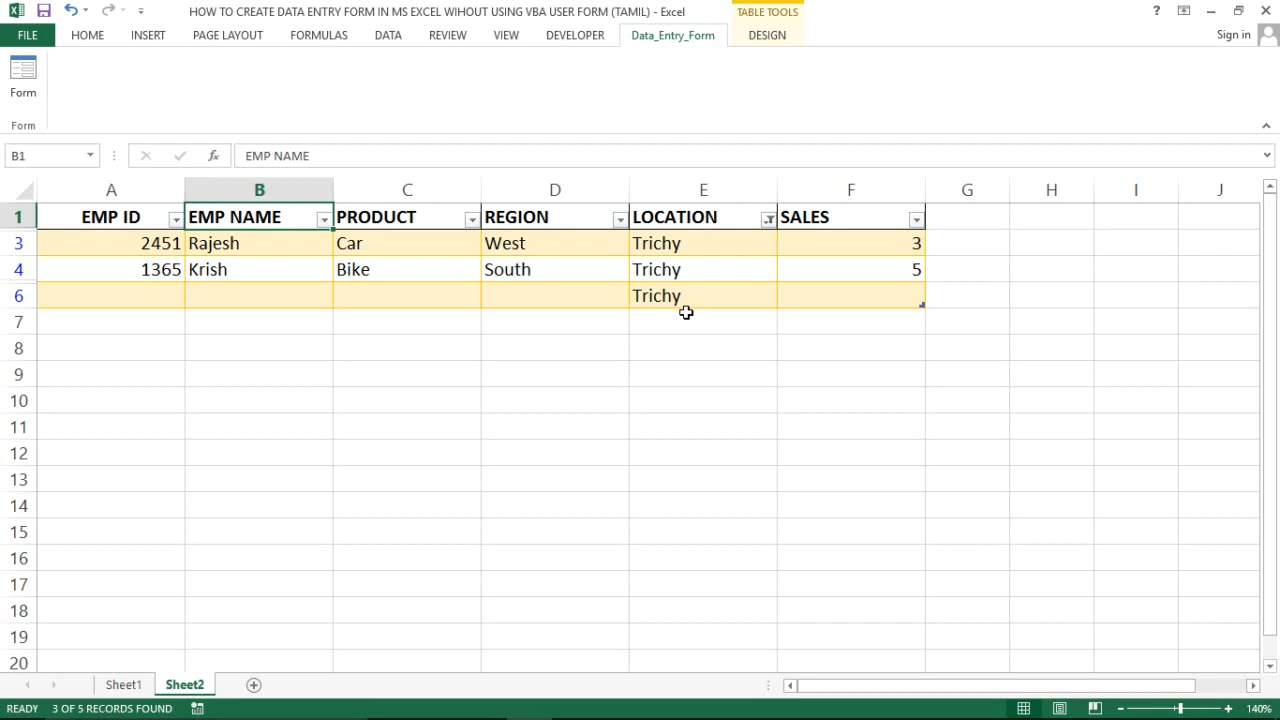 HOW TO CREATE DATA ENTRY FORM IN MS EXCEL WIHOUT USING VBA USER FORM (TAMIL) - Excel
TABLE TOOLS
?
FILE HOME INSERT PAGE LAYOUT FORMULAS DATA REVIEW VIEW DEVELOPER Data_Entry_Form DESIGN Sign in
Form
Form
B1 fx EMP NAME
A B C D E F G H I J
1 EMP ID EMP NAME PRODUCT REGION LOCATION SALES
3 2451 Rajesh Car West Trichy 3
4 1365 Krish Bike South Trichy 5
6 Trichy
7
8
9
10
11
12
13
14
15
16
17
18
19
20
Sheet1 Sheet2
READY 3 OF 5 RECORDS FOUND 140%